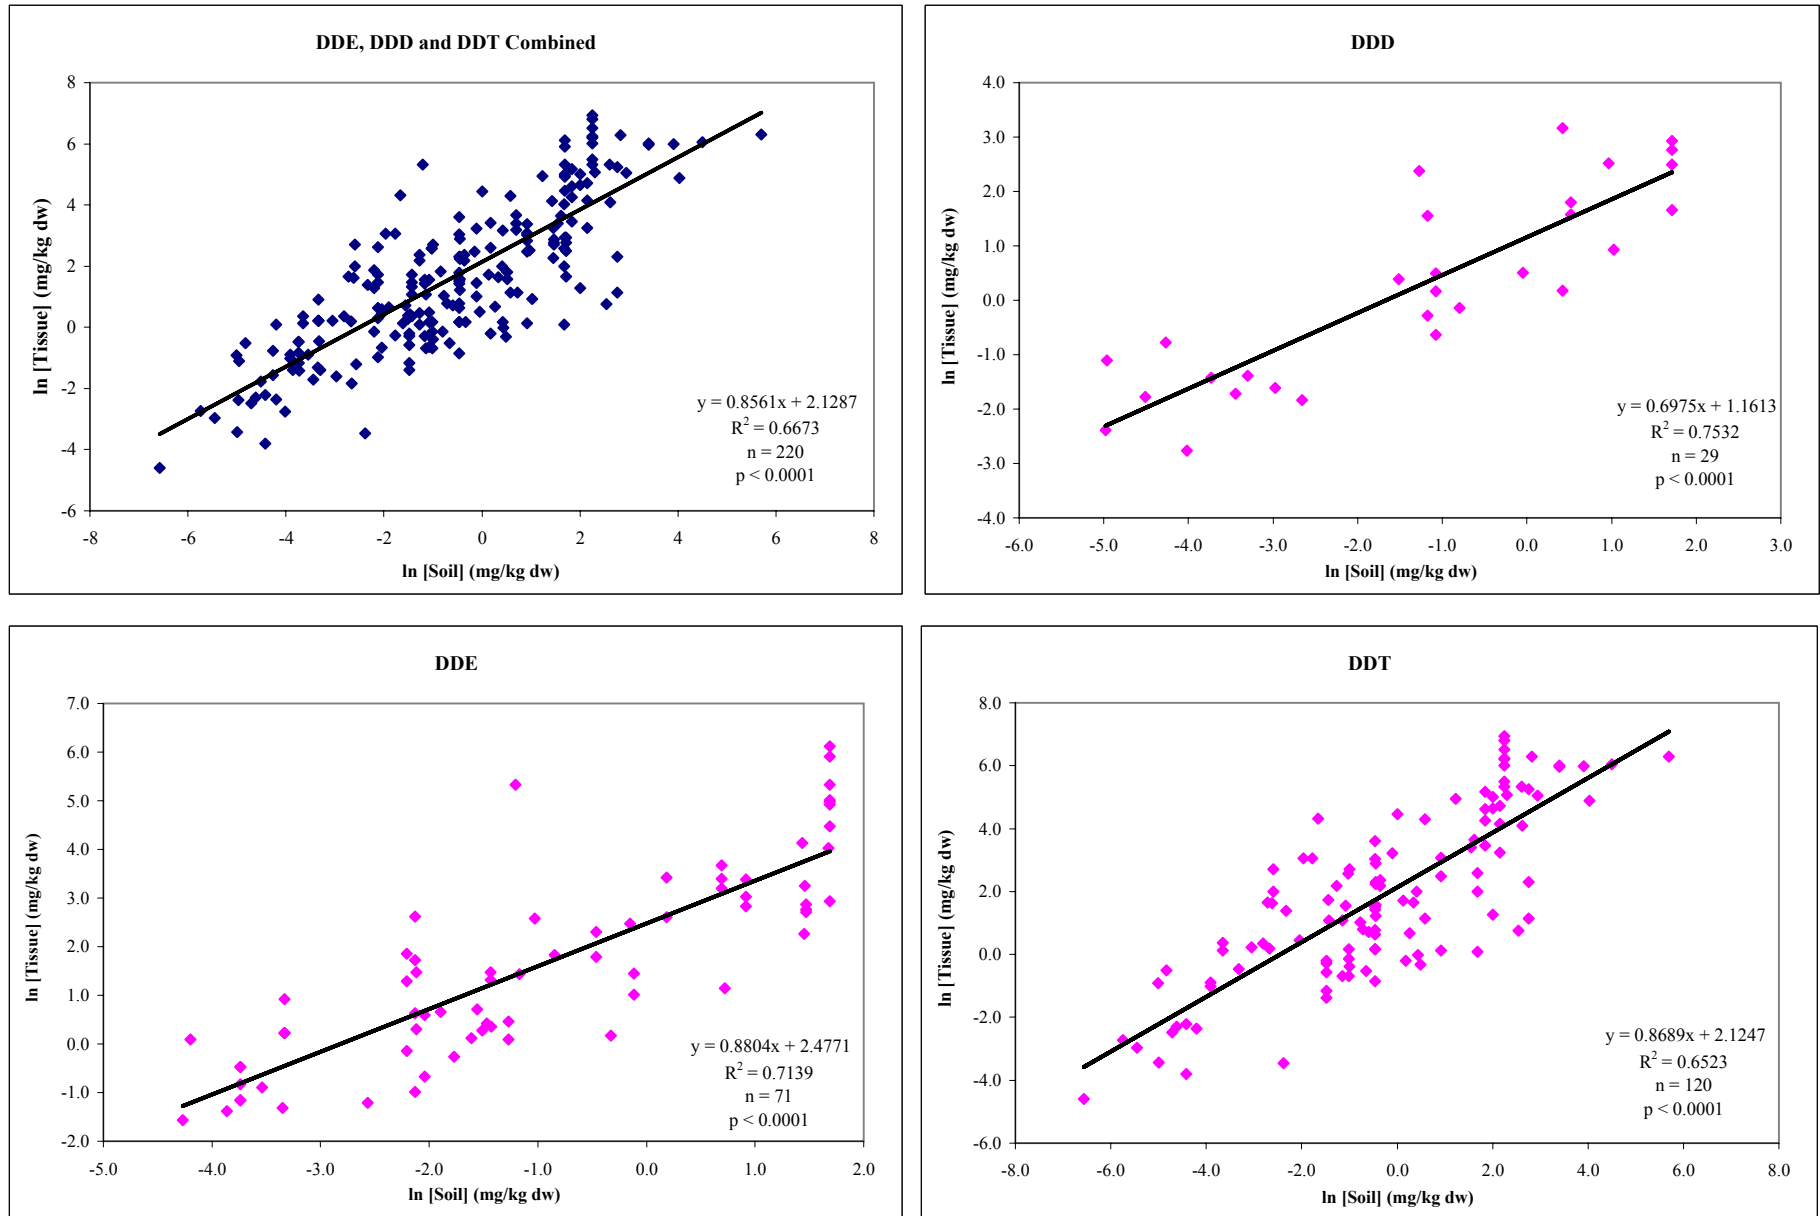 DDE, DDD and DDT Combined
8
6
4
2
0
-2
-4
-6
-8 -6 -4 -2 0 2 4 6 8
ln [Tissue] (mg/kg dw)
ln [Soil] (mg/kg dw)
y = 0.8561x + 2.1287
R² = 0.6673
n = 220
p < 0.0001
DDD
4.0
3.0
2.0
1.0
0.0
-1.0
-2.0
-3.0
-4.0
-6.0 -5.0 -4.0 -3.0 -2.0 -1.0 0.0 1.0 2.0 3.0
ln [Tissue] (mg/kg dw)
ln [Soil] (mg/kg dw)
y = 0.6975x + 1.1613
R² = 0.7532
n = 29
p < 0.0001
DDE
7.0
6.0
5.0
4.0
3.0
2.0
1.0
0.0
-1.0
-2.0
-5.0 -4.0 -3.0 -2.0 -1.0 0.0 1.0 2.0
ln [Tissue] (mg/kg dw)
ln [Soil] (mg/kg dw)
y = 0.8804x + 2.4771
R² = 0.7139
n = 71
p < 0.0001
DDT
8.0
6.0
4.0
2.0
0.0
-2.0
-4.0
-6.0
-8.0 -6.0 -4.0 -2.0 0.0 2.0 4.0 6.0 8.0
ln [Tissue] (mg/kg dw)
ln [Soil] (mg/kg dw)
y = 0.8689x + 2.1247
R² = 0.6523
n = 120
p < 0.0001